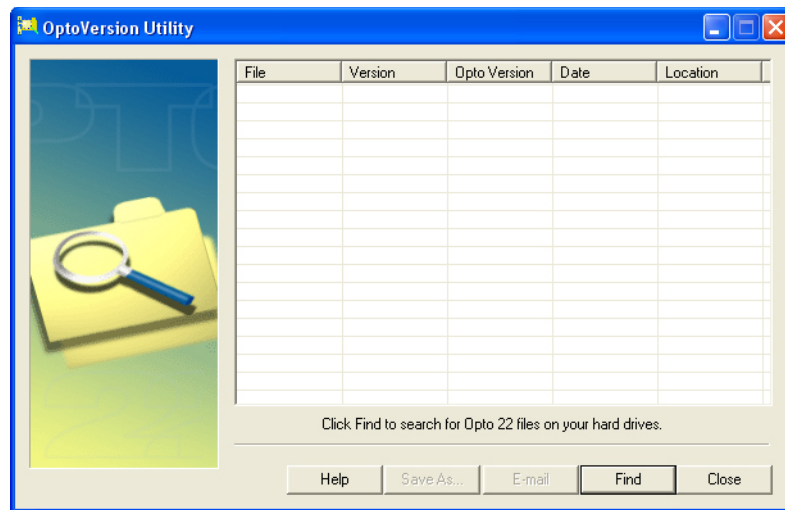 OptoVersion Utility
File Version Opto Version Date Location
Click Find to search for Opto 22 files on your hard drives.
Help Save As... E-mail Find Close